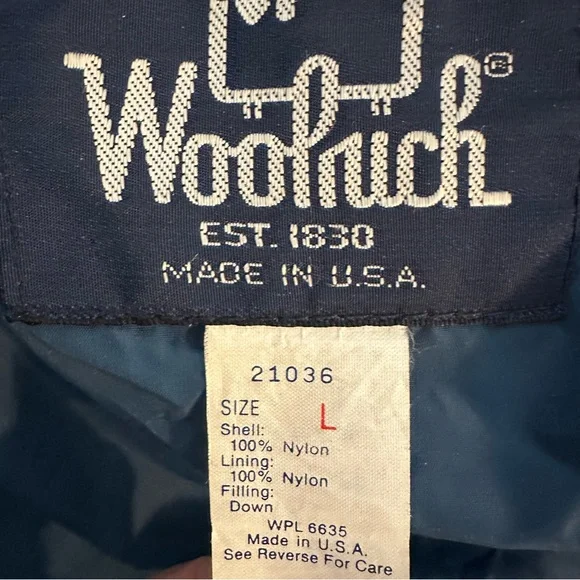 Woolrich®
EST. 1830
MADE IN U.S.A.
21036
SIZE L
Shell:
100% Nylon
Lining:
100% Nylon
Filling:
Down
WPL 6635
Made in U.S.A.
See Reverse For Care